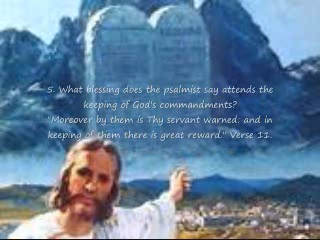 5. What blessing does the psalmist say attends the
keeping of God's commandments?
"Moreover by them is Thy servant warned: and in
keeping of them there is great reward." Verse 11.